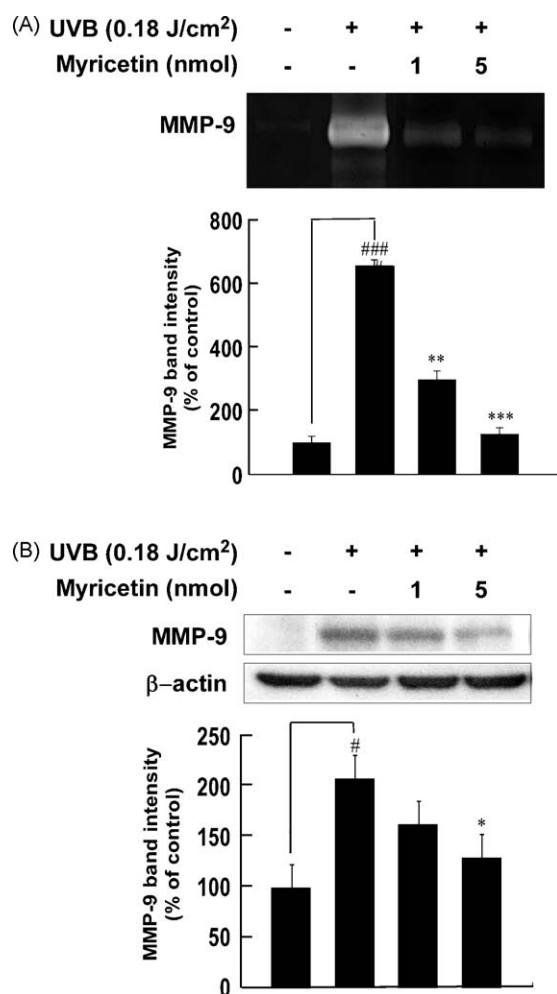 (A) UVB (0.18 J/cm²) - + + +
Myricetin (nmol) - - 1 5
MMP-9
MMP-9 band intensity
(% of control)
800
600
400
200
0
###
#
**
***
(B) UVB (0.18 J/cm²) - + + +
Myricetin (nmol) - - 1 5
MMP-9
β–actin
MMP-9 band intensity
(% of control)
250
200
150
100
50
0
#
*